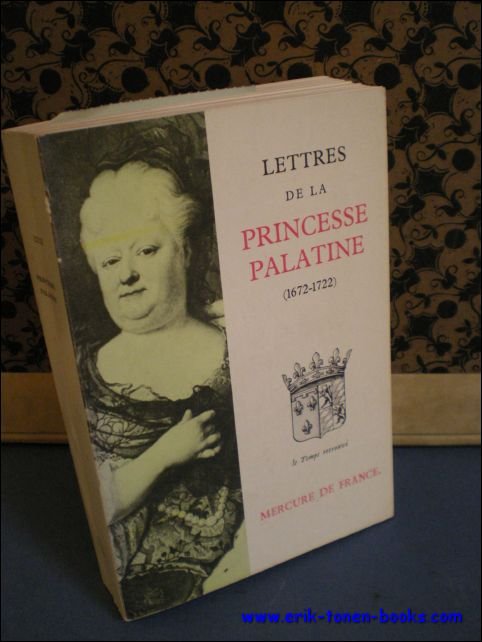 LETTRES
DE LA
PRINCESSE
PALATINE
(1672-1722)
le Temps retrouvé
MERCURE DE FRANCE.
www.erik-tonen-books.com